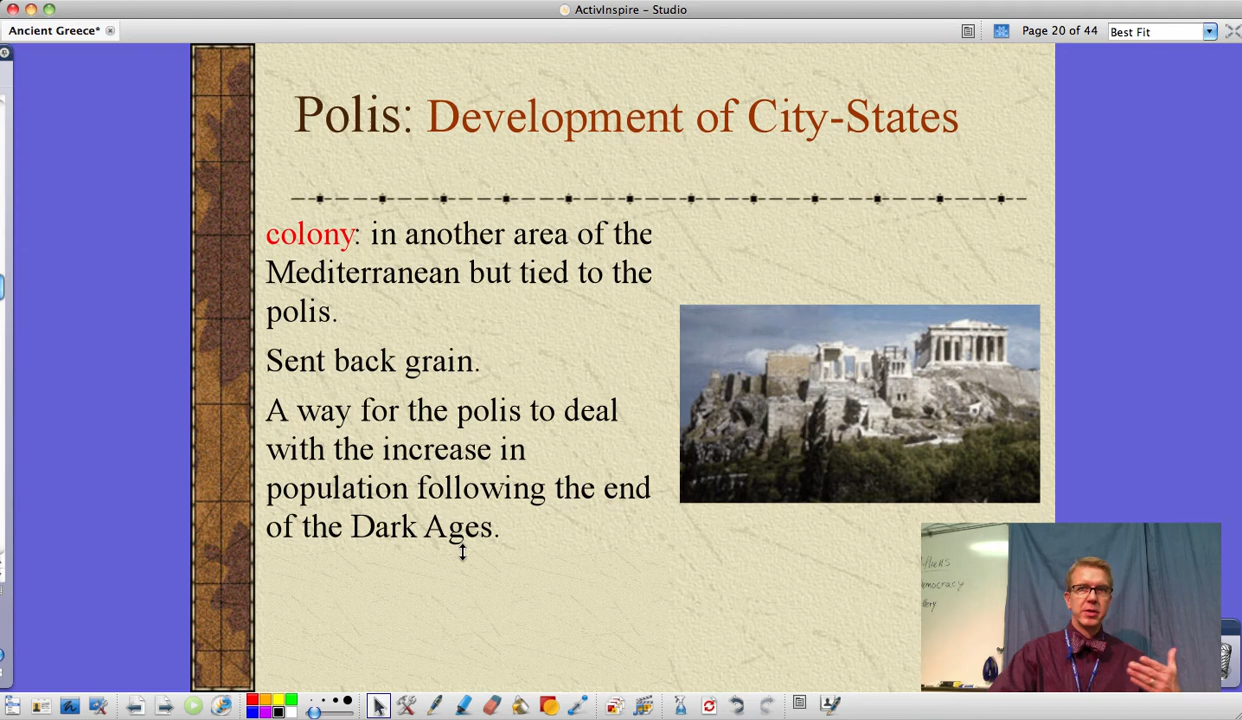 ActivInspire - Studio
Ancient Greece*
Page 20 of 44
Best Fit
Polis: Development of City-States
colony: in another area of the
Mediterranean but tied to the
polis.
Sent back grain.
A way for the polis to deal
with the increase in
population following the end
of the Dark Ages.